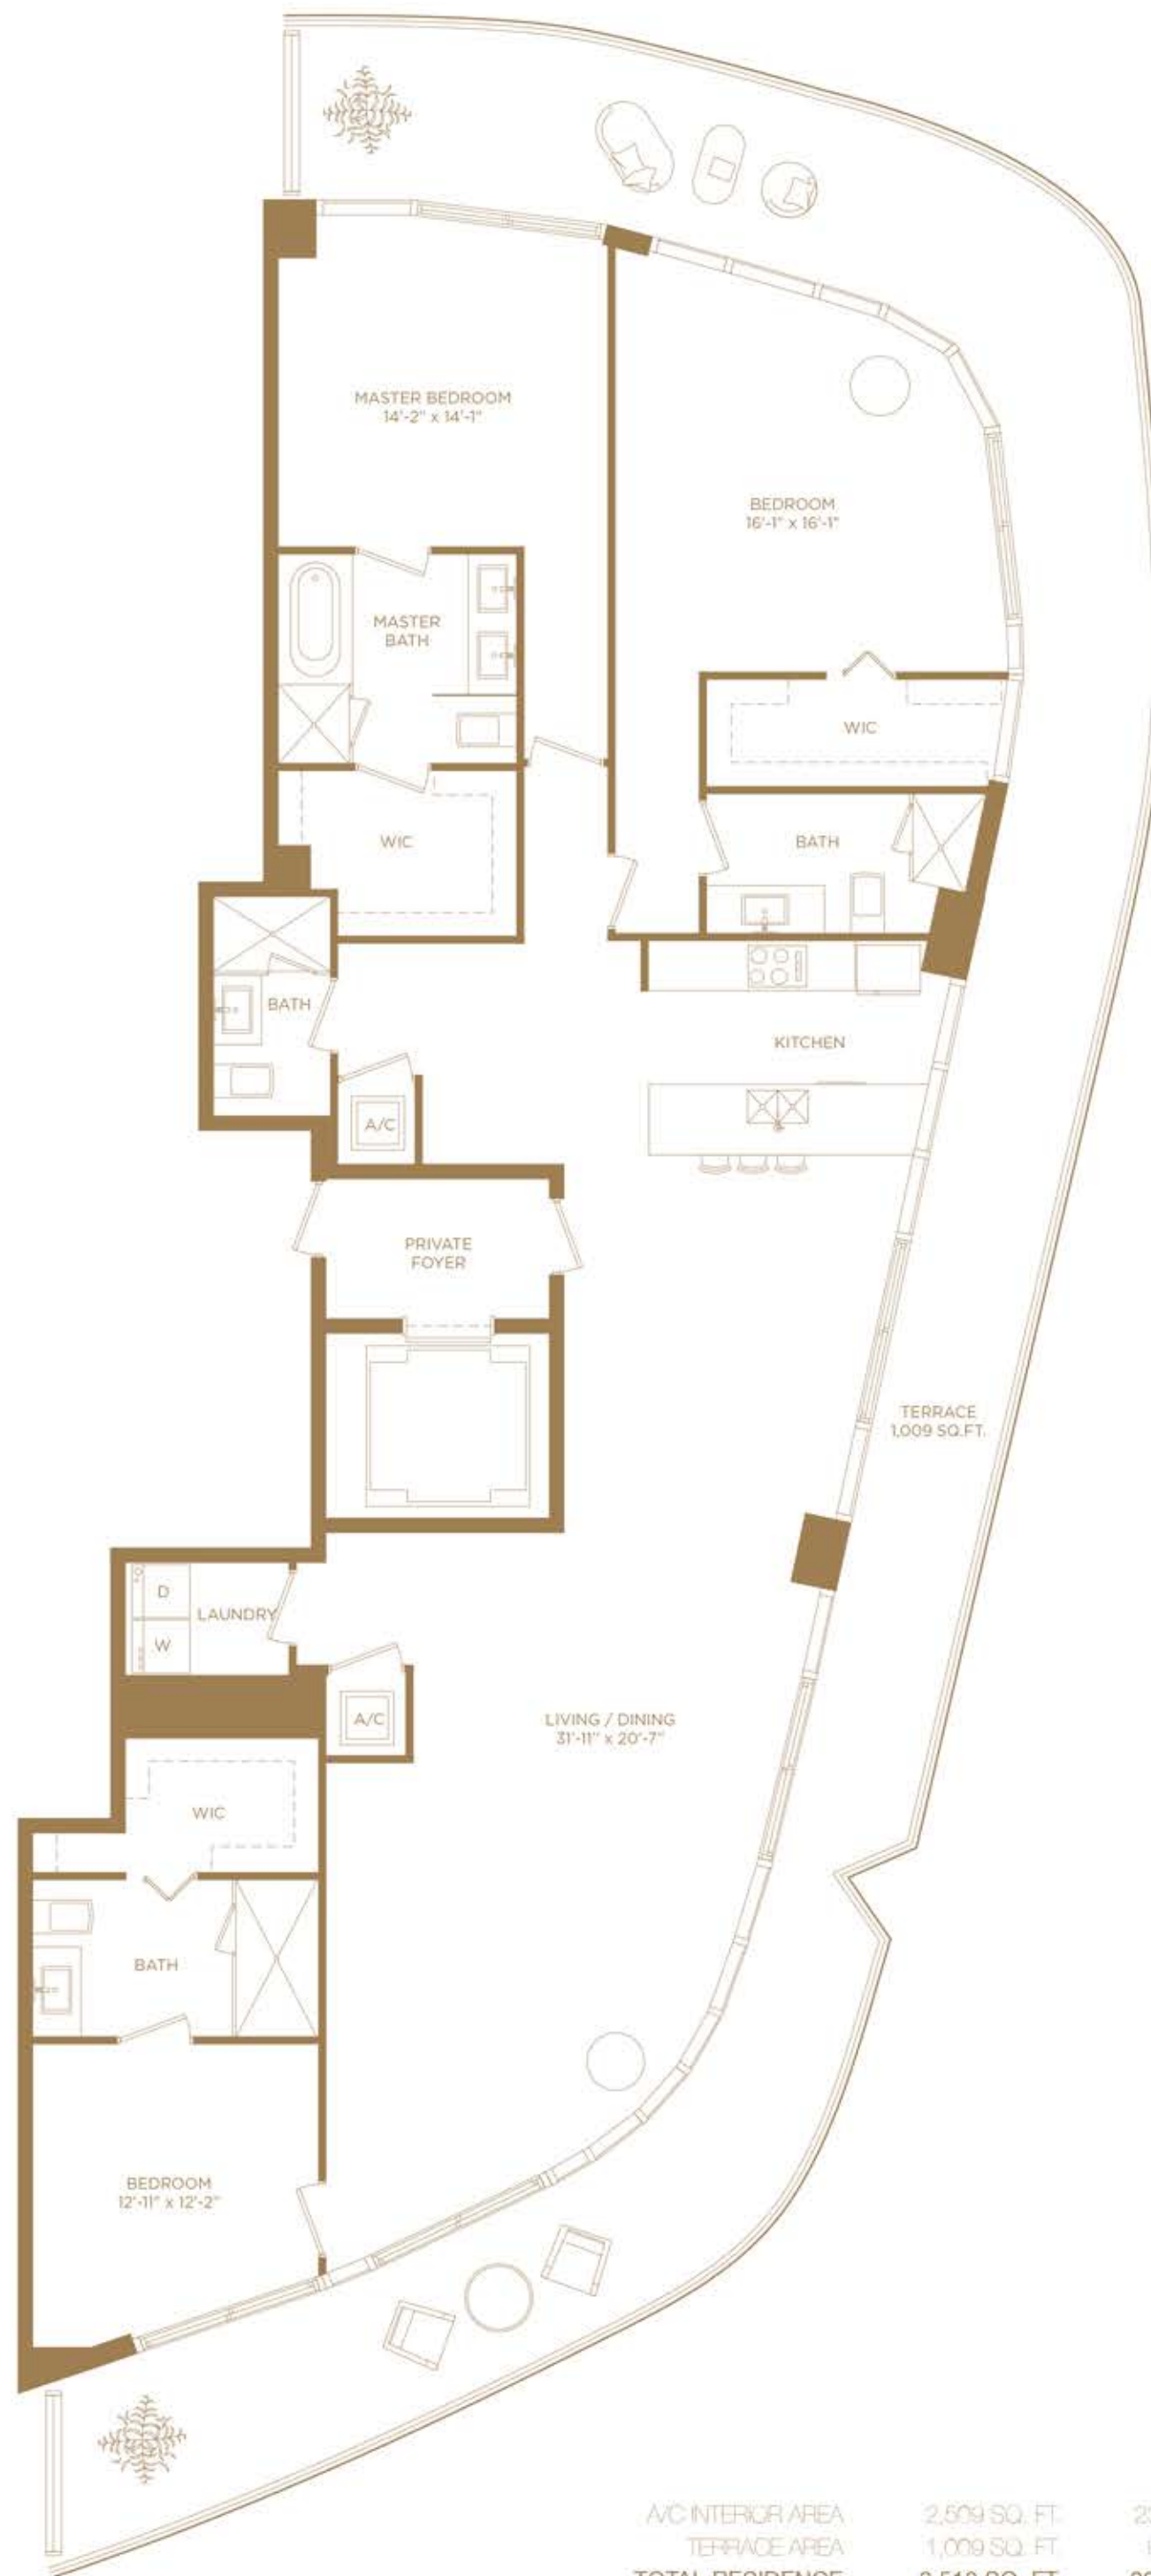 MASTER BEDROOM
14'-2" x 14'-1"
BEDROOM
16'-1" x 16'-1"
MASTER
BATH
WIC
WIC
BATH
BATH
KITCHEN
A/C
PRIVATE
FOYER
TERRACE
1,009 SQ.FT.
D
LAUNDRY
W
A/C
LIVING / DINING
31'-11" x 20'-7"
WIC
BATH
BEDROOM
12'-11" x 12'-2"
A/C INTERIOR AREA 2,509 SQ. FT.
TERRACE AREA 1,009 SQ. FT.
TOTAL RESIDENCE